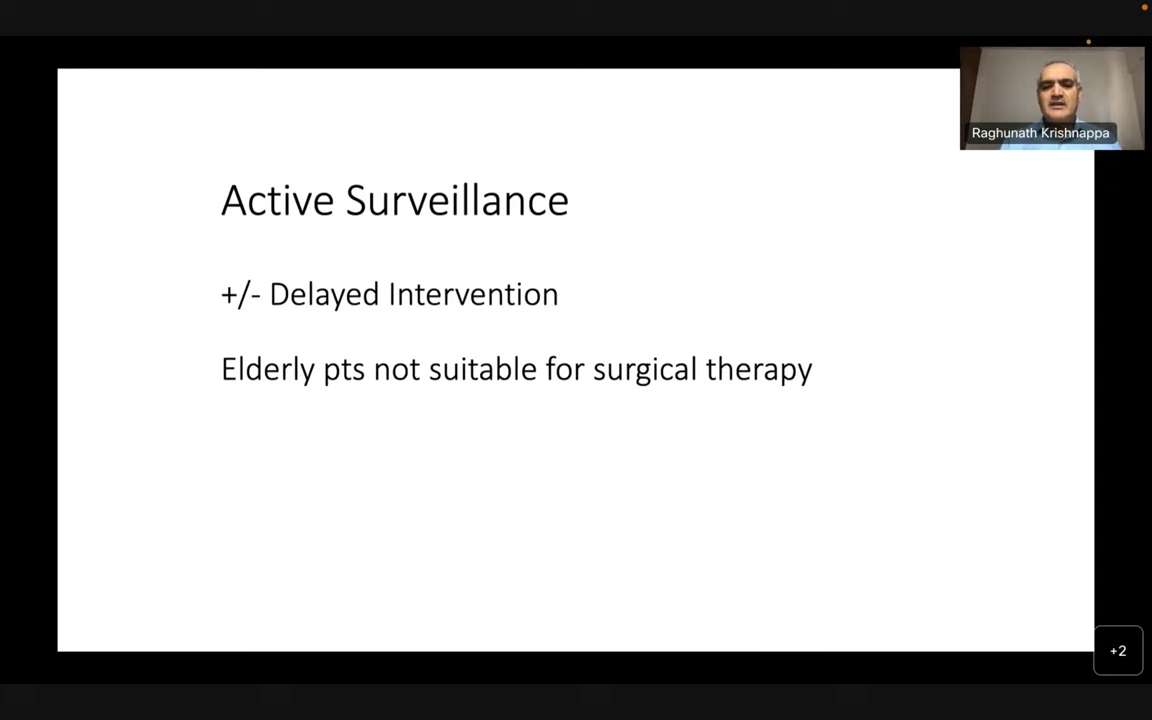 Raghunath Krishnappa
Active Surveillance
+/- Delayed Intervention
Elderly pts not suitable for surgical therapy
+2